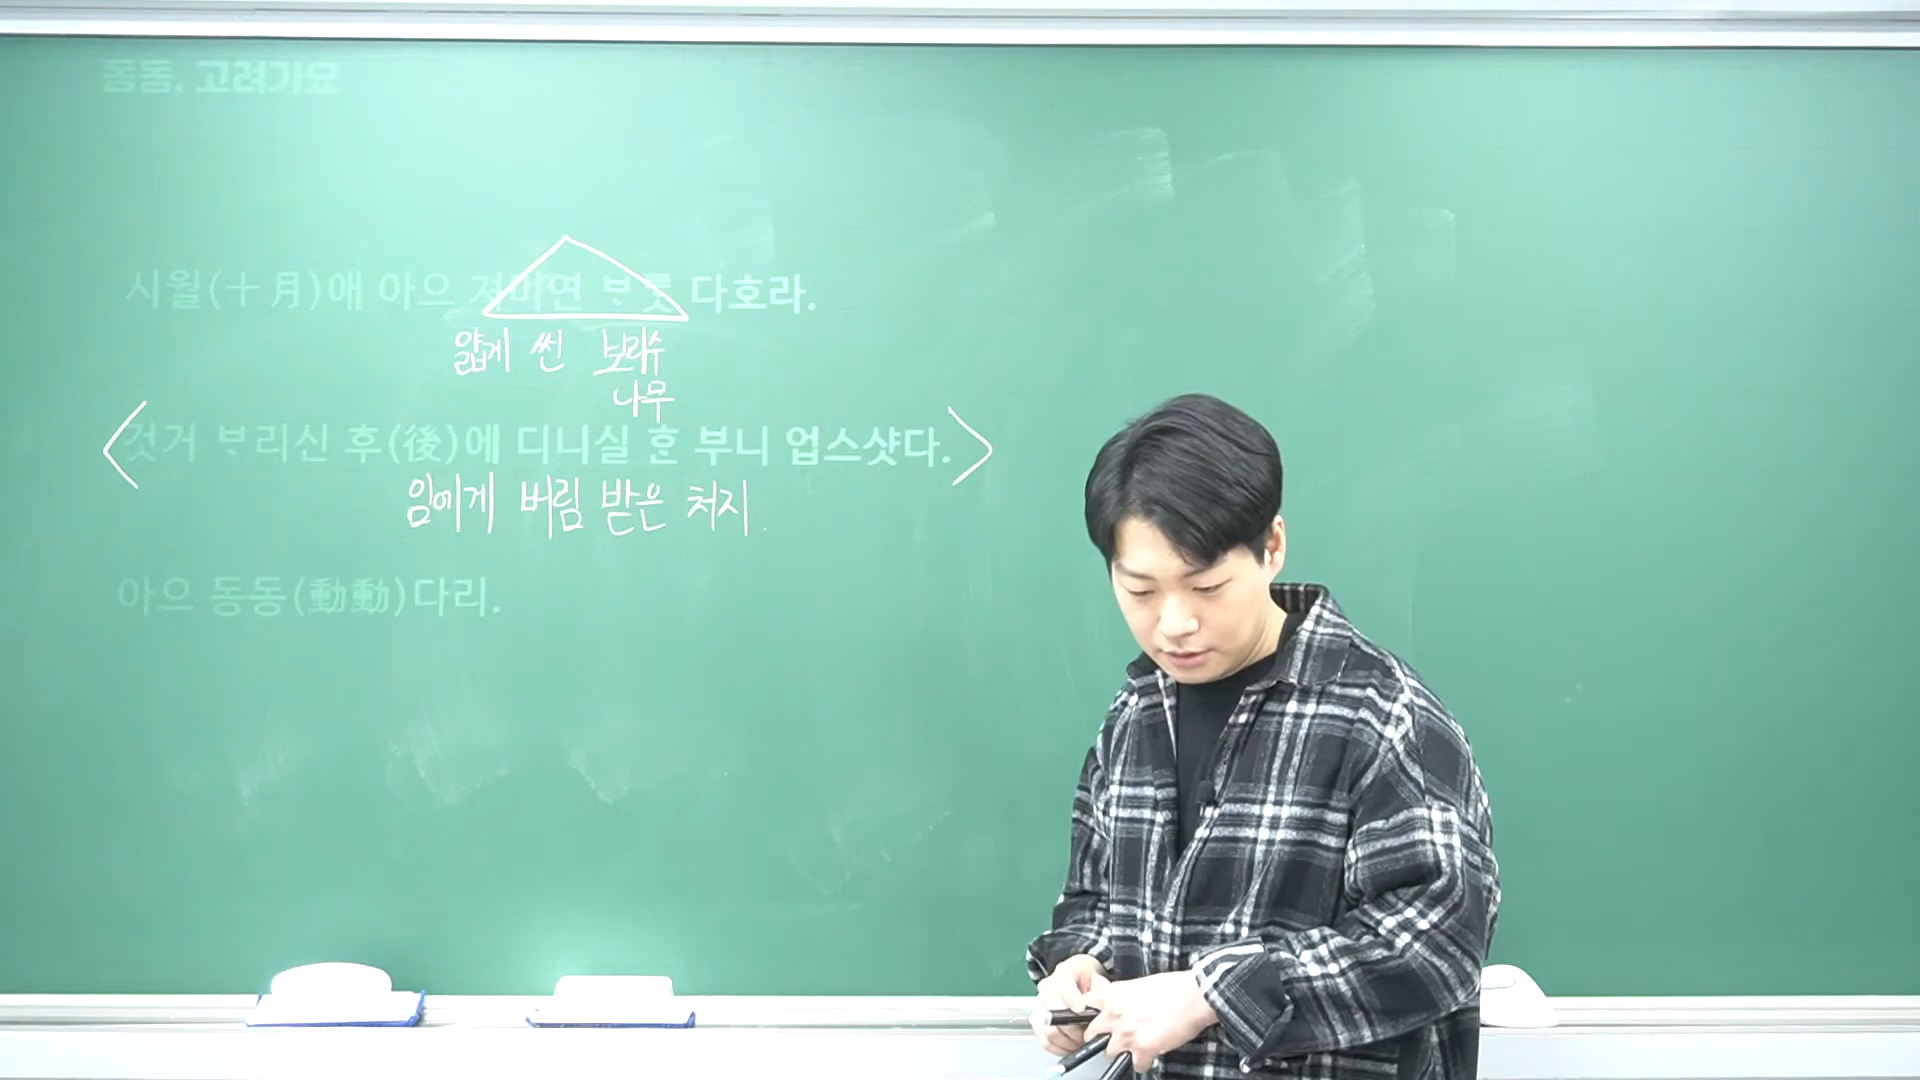 동동, 고려가요
시월(十月)애 아으 져미연 ᄇᆞᄅᆞᆺ 다호라.
얇게 썬 보리수
나무
것거 ᄇᆞ리신 후(後)에 디니실 ᄒᆞᆫ 부니 업스샷다.
임에게 버림 받은 처지.
아으 동동(動動)다리.